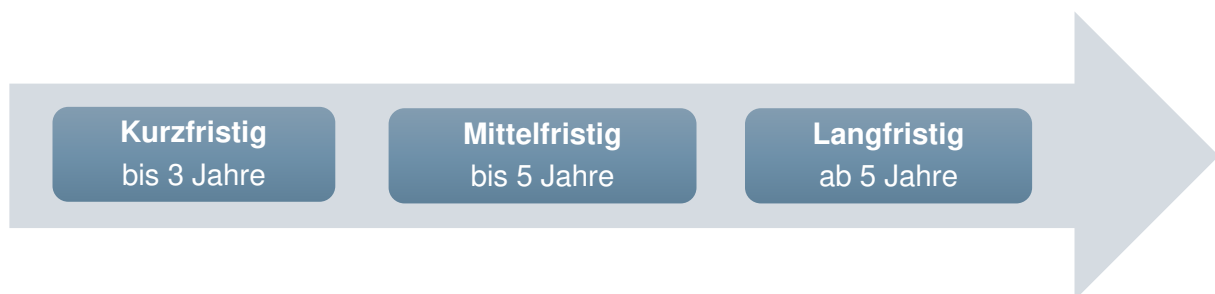 Kurzfristig
bis 3 Jahre
Mittelfristig
bis 5 Jahre
Langfristig
ab 5 Jahre